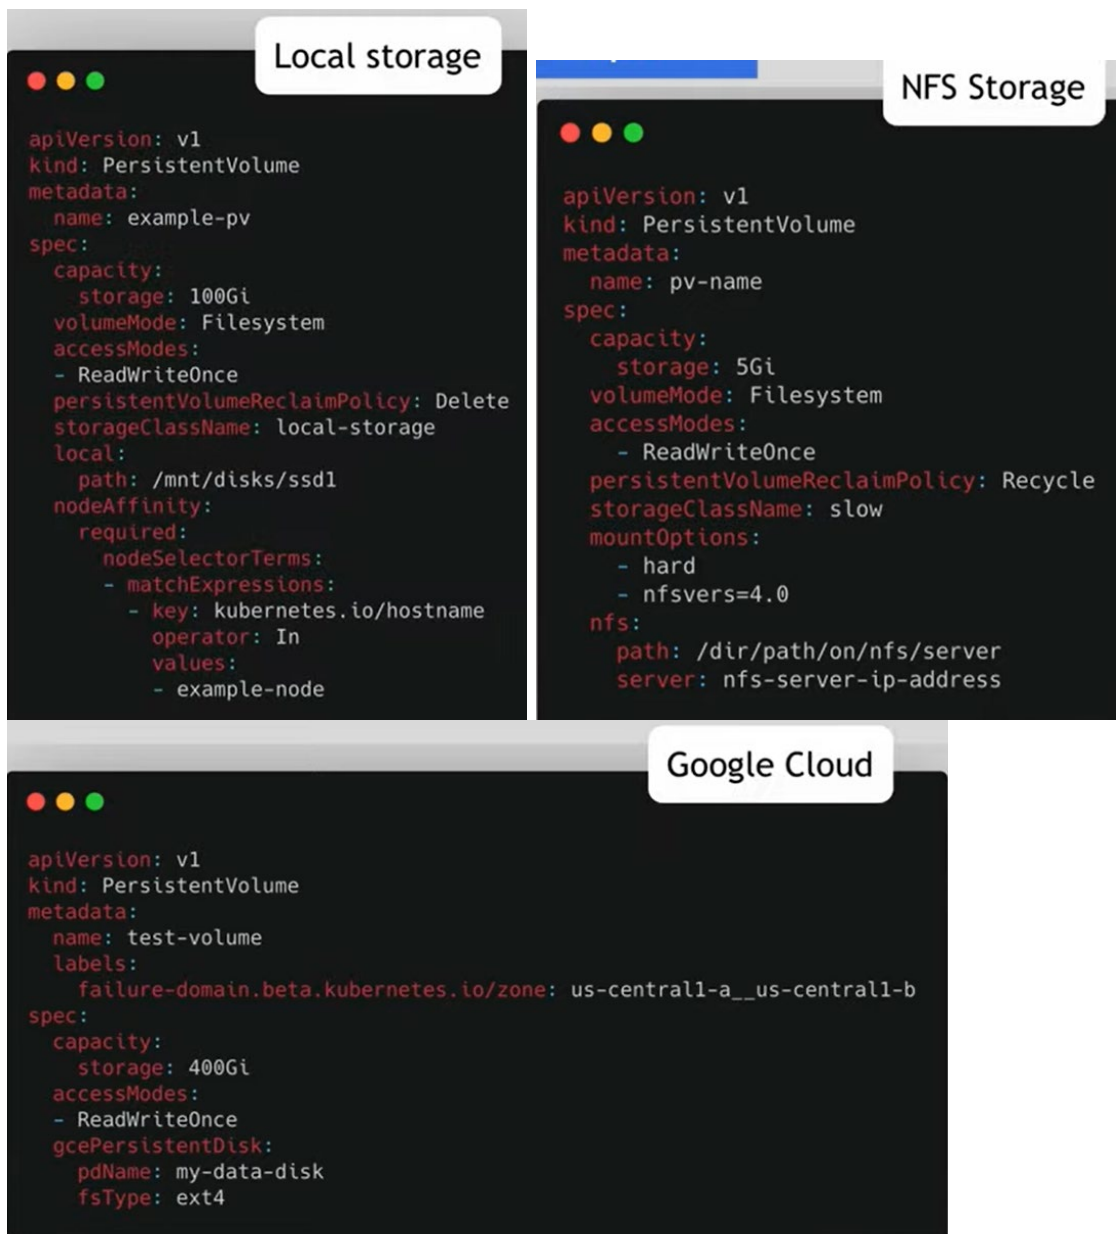 Local storage
apiVersion: v1
kind: PersistentVolume
metadata:
  name: example-pv
spec:
  capacity:
    storage: 100Gi
  volumeMode: Filesystem
  accessModes:
  - ReadWriteOnce
  persistentVolumeReclaimPolicy: Delete
  storageClassName: local-storage
  local:
    path: /mnt/disks/ssd1
  nodeAffinity:
    required:
      nodeSelectorTerms:
      - matchExpressions:
        - key: kubernetes.io/hostname
          operator: In
          values:
          - example-node
NFS Storage
apiVersion: v1
kind: PersistentVolume
metadata:
  name: pv-name
spec:
  capacity:
    storage: 5Gi
  volumeMode: Filesystem
  accessModes:
    - ReadWriteOnce
  persistentVolumeReclaimPolicy: Recycle
  storageClassName: slow
  mountOptions:
    - hard
    - nfsvers=4.0
  nfs:
    path: /dir/path/on/nfs/server
    server: nfs-server-ip-address
Google Cloud
apiVersion: v1
kind: PersistentVolume
metadata:
  name: test-volume
  labels:
    failure-domain.beta.kubernetes.io/zone: us-central1-a__us-central1-b
spec:
  capacity:
    storage: 400Gi
  accessModes:
  - ReadWriteOnce
  gcePersistentDisk:
    pdName: my-data-disk
    fsType: ext4